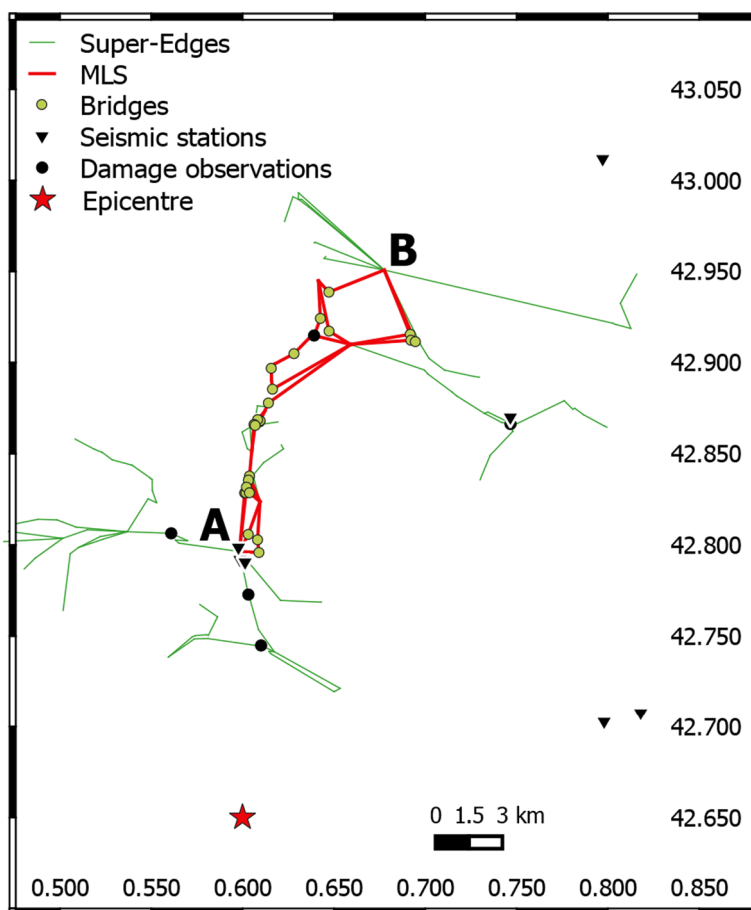 Super-Edges
MLS
Bridges
Seismic stations
Damage observations
Epicentre
43.050
43.000
B
42.950
42.900
42.850
A
42.800
42.750
42.700
42.650
0 1.5 3 km
0.500 0.550 0.600 0.650 0.700 0.750 0.800 0.850